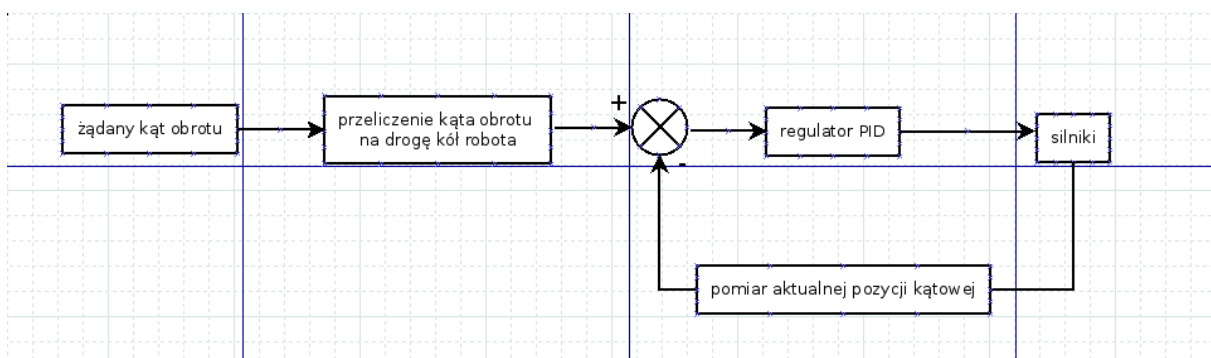 żądany kąt obrotu
przeliczenie kąta obrotu
na drogę kół robota
+
-
regulator PID
silniki
pomiar aktualnej pozycji kątowej